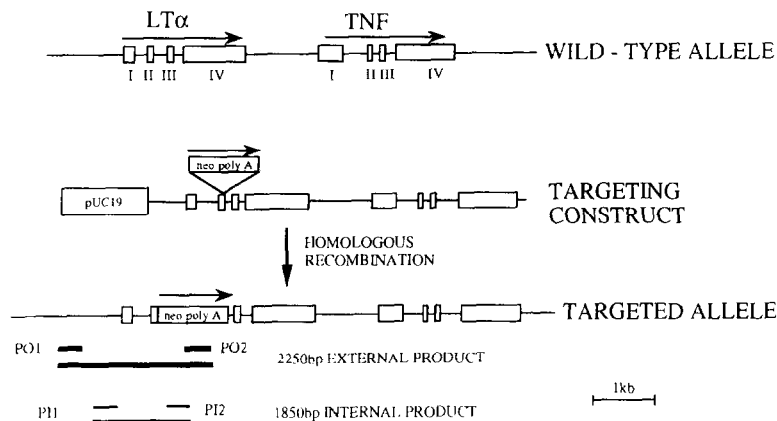 LTα TNF
WILD - TYPE ALLELE
I II III IV I II III IV
neo poly A
pUC19
TARGETING
CONSTRUCT
HOMOLOGOUS
RECOMBINATION
neo poly A
TARGETED ALLELE
PO1 PO2 2250bp EXTERNAL PRODUCT
1kb
PI1 PI2 1850bp INTERNAL PRODUCT